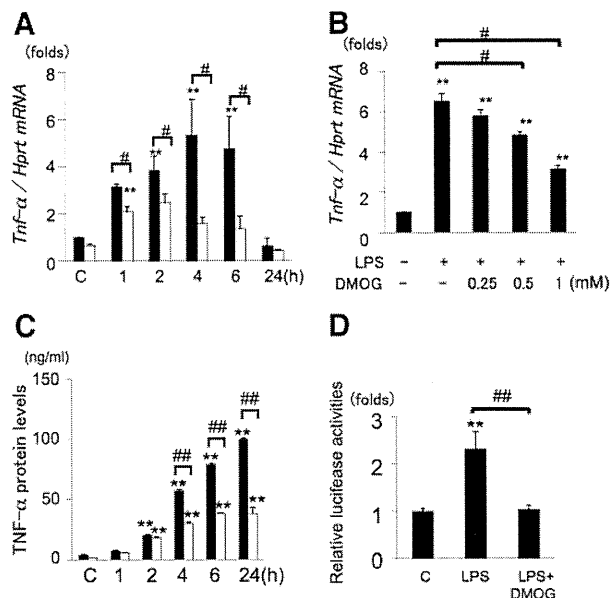 A
(folds)
Tnf-α / Hprt mRNA
8
6
4
2
0
**
#
**
#
**
#
**
#
C 1 2 4 6 24(h)
B
(folds)
Tnf-α / Hprt mRNA
8
6
4
2
0
#
#
**
**
**
**
LPS - + + + +
DMOG - - 0.25 0.5 1 (mM)
C
(ng/ml)
TNF-α protein levels
150
100
50
0
** **
**
##
**
**
##
**
##
**
C 1 2 4 6 24(h)
D
(folds)
Relative lucifease activities
3
2
1
0
##
**
C LPS LPS+
DMOG